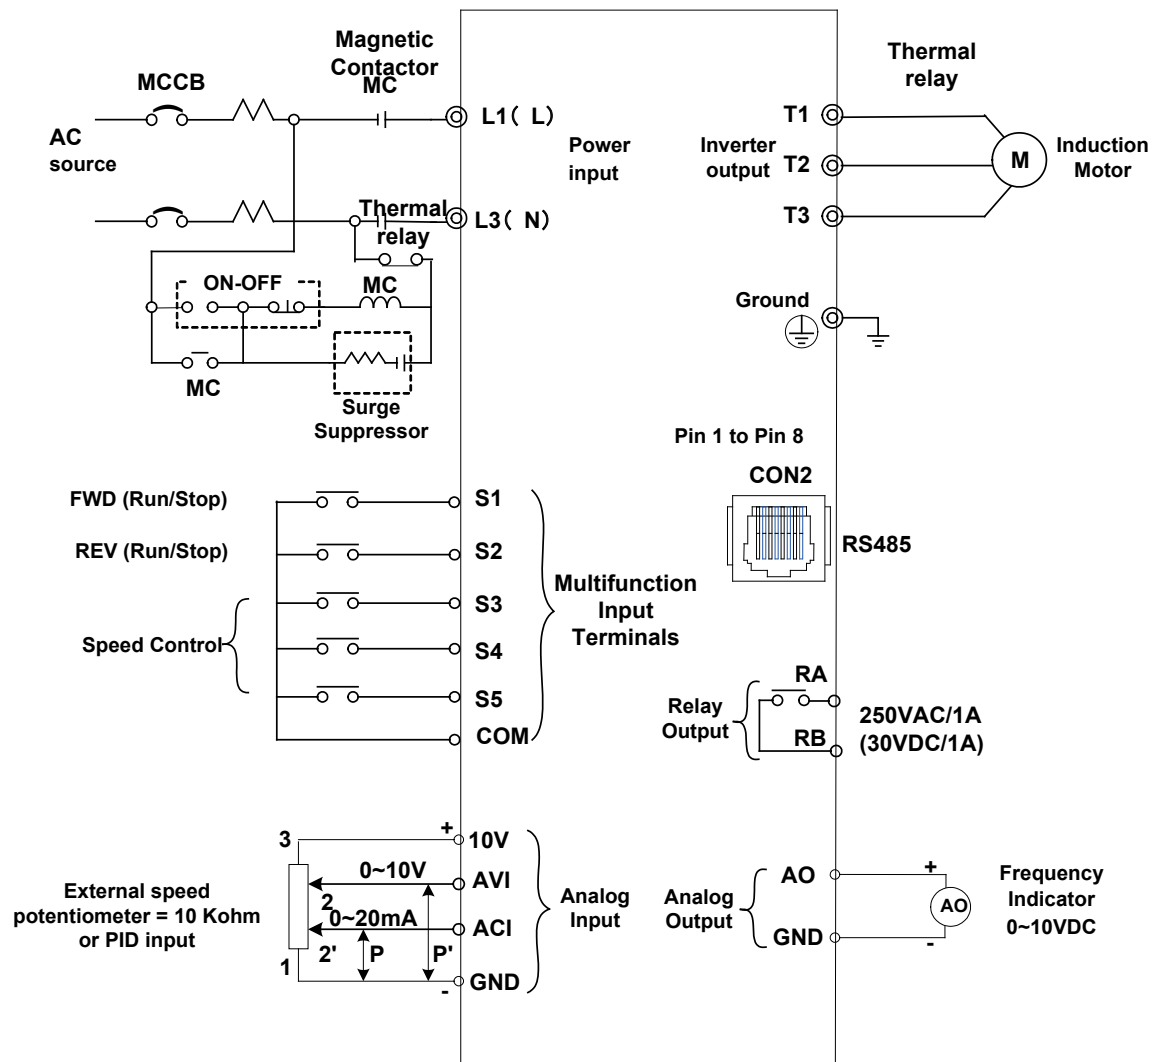 Magnetic
Contactor
MC
MCCB
AC
source
L1( L)
Power
input
L3( N)
Thermal
relay
ON-OFF
MC
MC
Surge
Suppressor
Thermal
relay
T1
Inverter
output
T2
T3
M
Induction
Motor
Ground
Pin 1 to Pin 8
CON2
RS485
FWD (Run/Stop)
S1
REV (Run/Stop)
S2
S3
Speed Control
S4
S5
COM
Multifunction
Input
Terminals
Relay
Output
RA
RB
250VAC/1A
(30VDC/1A)
External speed
potentiometer = 10 Kohm
or PID input
3
+
10V
0~10V
AVI
2
0~20mA
ACI
2'
P
P'
1
-
GND
Analog
Input
Analog
Output
AO
GND
+
AO
-
Frequency
Indicator
0~10VDC